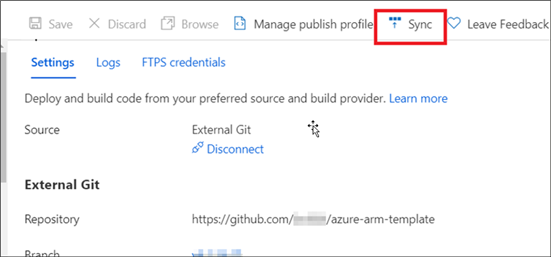 Save Discard Browse Manage publish profile Sync Leave Feedback
Settings Logs FTPS credentials
Deploy and build code from your preferred source and build provider. Learn more
Source External Git
Disconnect
External Git
Repository https://github.com/ /azure-arm-template
Branch